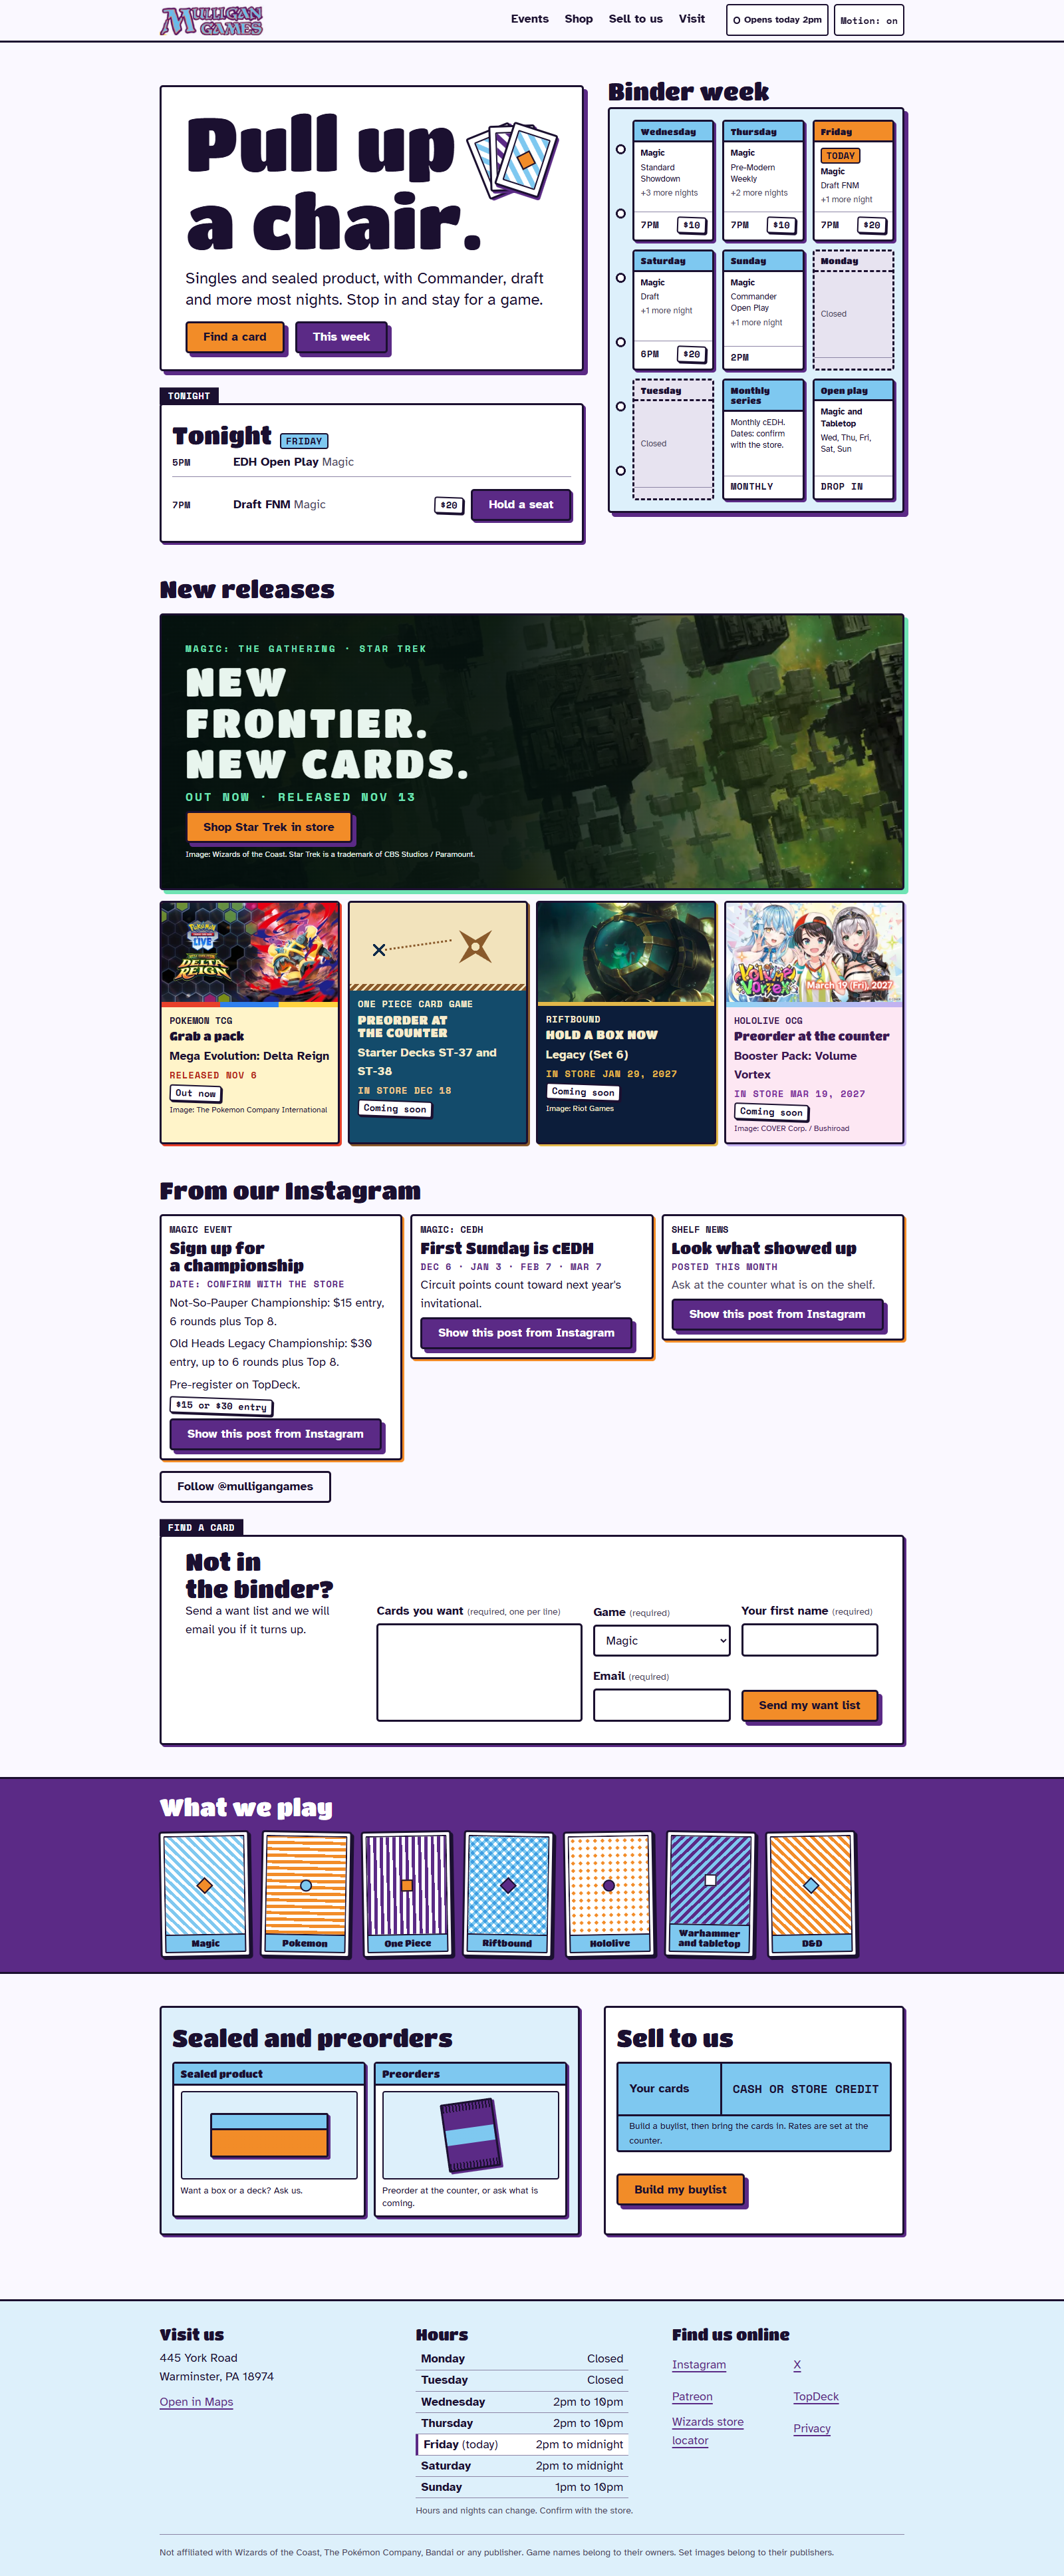 MULLIGAN
GAMES
Events Shop Sell to us Visit
Opens today 2pm
Motion: on
Pull up
a chair.
Singles and sealed product, with Commander, draft
and more most nights. Stop in and stay for a game.
Find a card
This week
Binder week
Wednesday
Magic
Standard
Showdown
+3 more nights
7PM $10
Thursday
Magic
Pre-Modern
Weekly
+2 more nights
7PM $10
Friday
TODAY
Magic
Draft FNM
+1 more night
7PM $20
Saturday
Magic
Draft
+1 more night
6PM $20
Sunday
Magic
Commander
Open Play
+1 more night
2PM
Monday
Closed
Tuesday
Closed
Monthly
series
Monthly cEDH.
Dates: confirm
with the store.
MONTHLY
Open play
Magic and
Tabletop
Wed, Thu, Fri,
Sat, Sun
DROP IN
TONIGHT
Tonight FRIDAY
5PM EDH Open Play Magic
7PM Draft FNM Magic $20 Hold a seat
New releases
MAGIC: THE GATHERING · STAR TREK
NEW
FRONTIER.
NEW CARDS.
OUT NOW · RELEASED NOV 13
Shop Star Trek in store
Image: Wizards of the Coast. Star Trek is a trademark of CBS Studios / Paramount.
Pokémon
LIVE
DELTA
REIGN
POKEMON TCG
Grab a pack
Mega Evolution: Delta Reign
RELEASED NOV 6
Out now
Image: The Pokemon Company International
ONE PIECE CARD GAME
PREORDER AT
THE COUNTER
Starter Decks ST-37 and
ST-38
IN STORE DEC 18
Coming soon
RIFTBOUND
HOLD A BOX NOW
Legacy (Set 6)
IN STORE JAN 29, 2027
Coming soon
Image: Riot Games
Volume
Vortex
March 19 (Fri), 2027
HOLOLIVE OCG
Preorder at the counter
Booster Pack: Volume
Vortex
IN STORE MAR 19, 2027
Coming soon
Image: COVER Corp. / Bushiroad
From our Instagram
MAGIC EVENT
Sign up for
a championship
DATE: CONFIRM WITH THE STORE
Not-So-Pauper Championship: $15 entry,
6 rounds plus Top 8.
Old Heads Legacy Championship: $30
entry, up to 6 rounds plus Top 8.
Pre-register on TopDeck.
$15 or $30 entry
Show this post from Instagram
MAGIC: CEDH
First Sunday is cEDH
DEC 6 · JAN 3 · FEB 7 · MAR 7
Circuit points count toward next year's
invitational.
Show this post from Instagram
SHELF NEWS
Look what showed up
POSTED THIS MONTH
Ask at the counter what is on the shelf.
Show this post from Instagram
Follow @mulligangames
FIND A CARD
Not in
the binder?
Send a want list and we will
email you if it turns up.
Cards you want (required, one per line)
Game (required)
Magic
Your first name (required)
Email (required)
Send my want list
What we play
Magic
Pokemon
One Piece
Riftbound
Hololive
Warhammer
and tabletop
D&D
Sealed and preorders
Sealed product
Want a box or a deck? Ask us.
Preorders
Preorder at the counter, or ask what is
coming.
Sell to us
Your cards CASH OR STORE CREDIT
Build a buylist, then bring the cards in. Rates are set at the
counter.
Build my buylist
Visit us
445 York Road
Warminster, PA 18974
Open in Maps
Hours
Monday Closed
Tuesday Closed
Wednesday 2pm to 10pm
Thursday 2pm to 10pm
Friday (today) 2pm to midnight
Saturday 2pm to midnight
Sunday 1pm to 10pm
Hours and nights can change. Confirm with the store.
Find us online
Instagram X
Patreon TopDeck
Wizards store
locator
Privacy
Not affiliated with Wizards of the Coast, The Pokémon Company, Bandai or any publisher. Game names belong to their owners. Set images belong to their publishers.